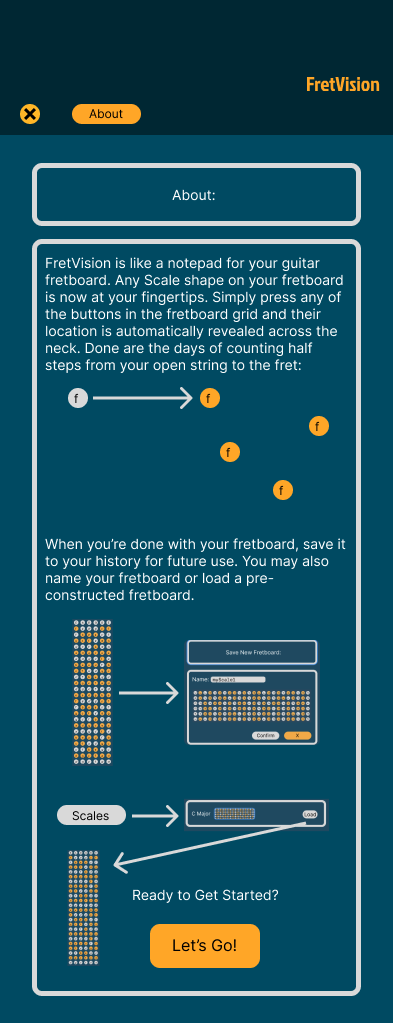 FretVision
About
About:
FretVision is like a notepad for your guitar
fretboard. Any Scale shape on your fretboard
is now at your fingertips. Simply press any of
the buttons in the fretboard grid and their
location is automatically revealed across the
neck. Done are the days of counting half
steps from your open string to the fret:
f
f
f
f
f
When you’re done with your fretboard, save it
to your history for future use. You may also
name your fretboard or load a pre-
constructed fretboard.
Save New Fretboard:
Name: myScale1
Confirm
X
Scales
C Major
Load
Ready to Get Started?
Let’s Go!